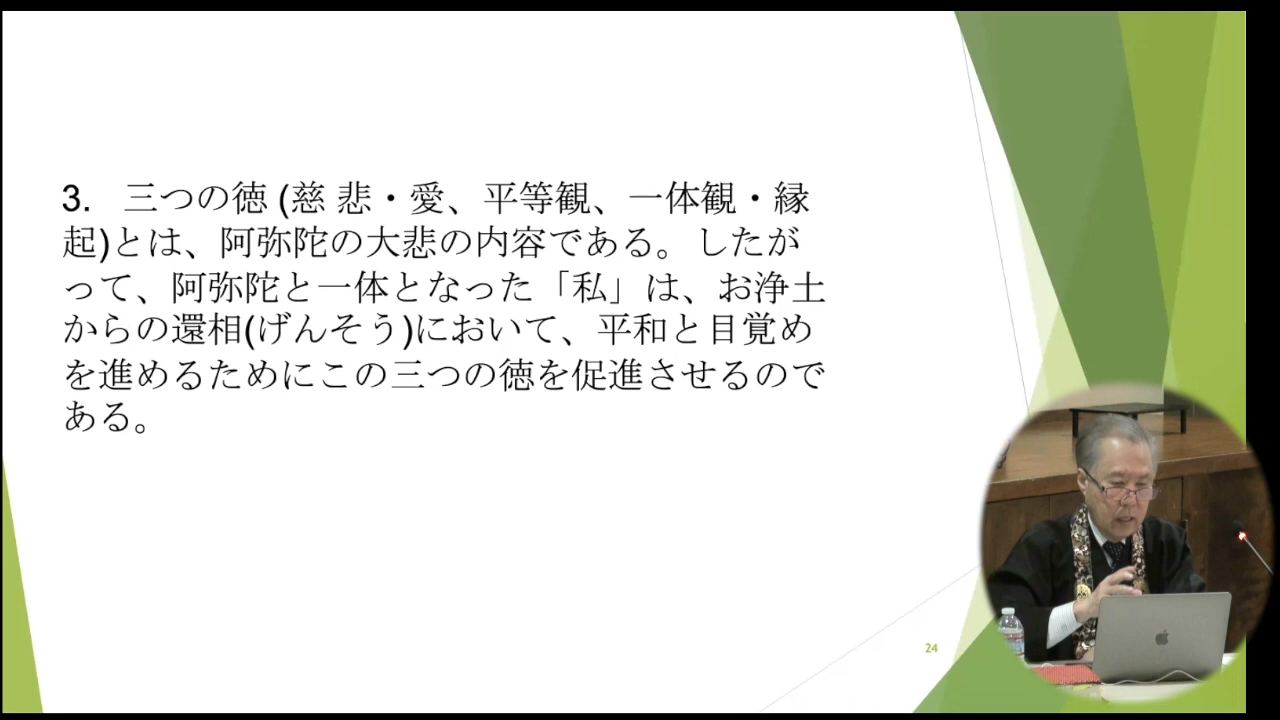 3. 三つの徳 (慈 悲・愛、平等観、一体観・縁
起)とは、阿弥陀の大悲の内容である。したが
って、阿弥陀と一体となった「私」は、お浄土
からの還相(げんそう)において、平和と目覚め
を進めるためにこの三つの徳を促進させるので
ある。
24